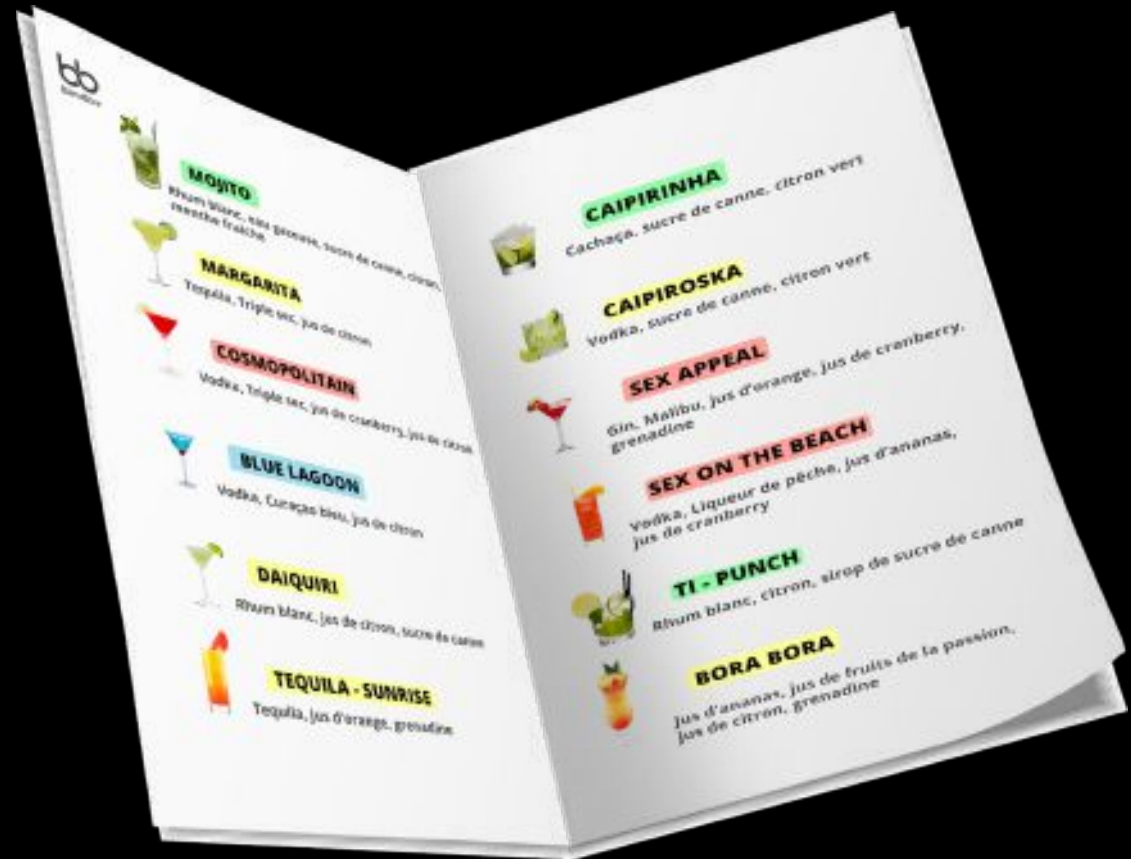 bb
MOJITO
Rhum blanc, eau gazeuse, sucre de canne, citron,
menthe fraîche
MARGARITA
Tequila, Triple sec, jus de citron
COSMOPOLITAIN
Vodka, Triple sec, jus de cranberry, jus de citron
BLUE LAGOON
Vodka, Curaçao bleu, jus de citron
DAIQUIRI
Rhum blanc, jus de citron, sucre de canne
TEQUILA - SUNRISE
Tequila, jus d'orange, grenadine
CAIPIRINHA
Cachaça, sucre de canne, citron vert
CAIPIROSKA
Vodka, sucre de canne, citron vert
SEX APPEAL
Gin, Malibu, jus d'orange, jus de cranberry,
grenadine
SEX ON THE BEACH
Vodka, Liqueur de pêche, jus d'ananas,
jus de cranberry
TI - PUNCH
Rhum blanc, citron, sirop de sucre de canne
BORA BORA
Jus d'ananas, jus de fruits de la passion,
jus de citron, grenadine